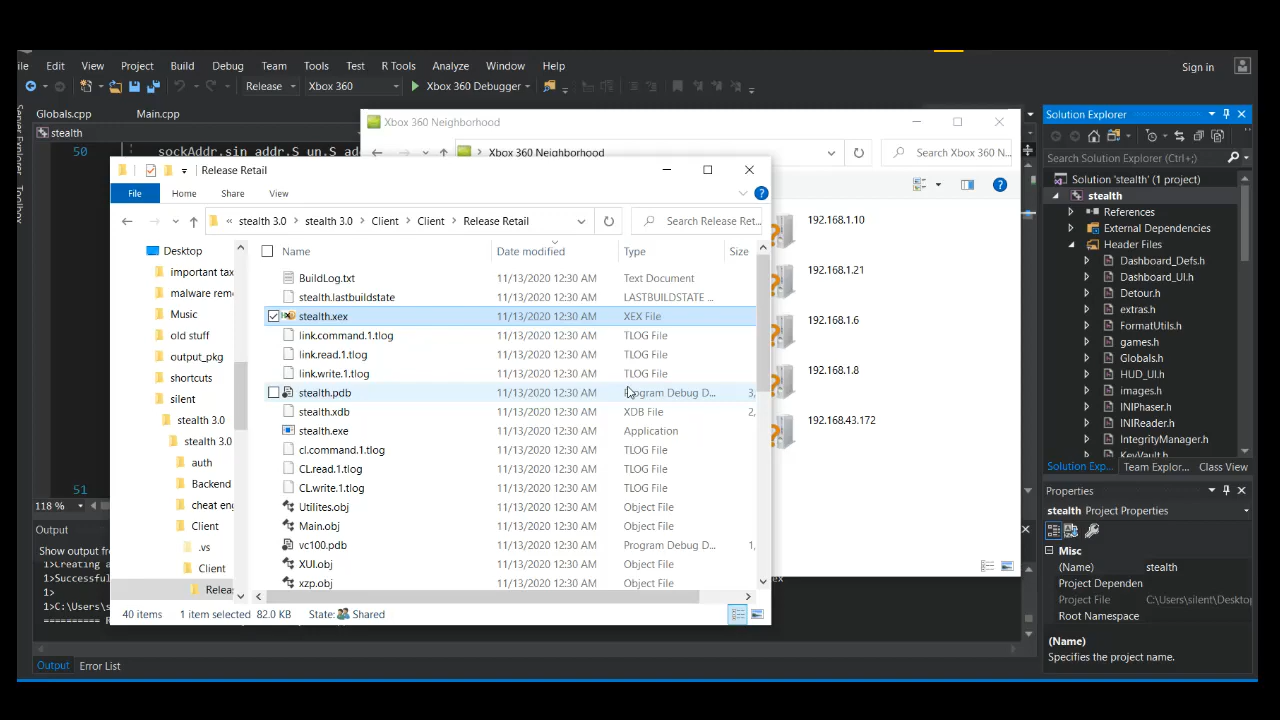 ile Edit View Project Build Debug Team Tools Test R Tools Analyze Window Help Sign in
Release Xbox 360 Xbox 360 Debugger
Globals.cpp Main.cpp
stealth
50 sockAddr.sin_addr.S_un.S_ad
51
118 %
Server Explorer Toolbox
Xbox 360 Neighborhood
Xbox 360 Neighborhood Search Xbox 360 N...
192.168.1.10
192.168.1.21
192.168.1.6
192.168.1.8
192.168.43.172
Release Retail
File Home Share View
« stealth 3.0 stealth 3.0 Client Client Release Retail Search Release Ret...
Desktop
important tax
malware rem
Music
old stuff
output_pkg
shortcuts
silent
stealth 3.0
stealth 3.0
auth
Backend
cheat eng
Client
.vs
Client
Relea
Name Date modified Type Size
BuildLog.txt 11/13/2020 12:30 AM Text Document
stealth.lastbuildstate 11/13/2020 12:30 AM LASTBUILDSTATE ...
stealth.xex 11/13/2020 12:30 AM XEX File
link.command.1.tlog 11/13/2020 12:30 AM TLOG File
link.read.1.tlog 11/13/2020 12:30 AM TLOG File
link.write.1.tlog 11/13/2020 12:30 AM TLOG File
stealth.pdb 11/13/2020 12:30 AM Program Debug D... 3,
stealth.xdb 11/13/2020 12:30 AM XDB File 2,
stealth.exe 11/13/2020 12:30 AM Application
cl.command.1.tlog 11/13/2020 12:30 AM TLOG File
CL.read.1.tlog 11/13/2020 12:30 AM TLOG File
CL.write.1.tlog 11/13/2020 12:30 AM TLOG File
Utilites.obj 11/13/2020 12:30 AM Object File
Main.obj 11/13/2020 12:30 AM Object File
vc100.pdb 11/13/2020 12:30 AM Program Debug D... 1,
XUI.obj 11/13/2020 12:30 AM Object File
xzp.obj 11/13/2020 12:30 AM Object File
40 items 1 item selected 82.0 KB State: Shared
Output
Show output from
1>Creating a
1>Successful
1>
1>C:\Users\s
==========
Output Error List
Solution Explorer
Search Solution Explorer (Ctrl+;)
Solution 'stealth' (1 project)
stealth
References
External Dependencies
Header Files
Dashboard_Defs.h
Dashboard_UI.h
Detour.h
extras.h
FormatUtils.h
games.h
Globals.h
HUD_UI.h
images.h
INIPhaser.h
INIReader.h
IntegrityManager.h
KeyVault.h
Solution Exp... Team Explor... Class View
Properties
stealth Project Properties
Misc
(Name) stealth
Project Dependen
Project File C:\Users\silent\Deskto
Root Namespace
(Name)
Specifies the project name.